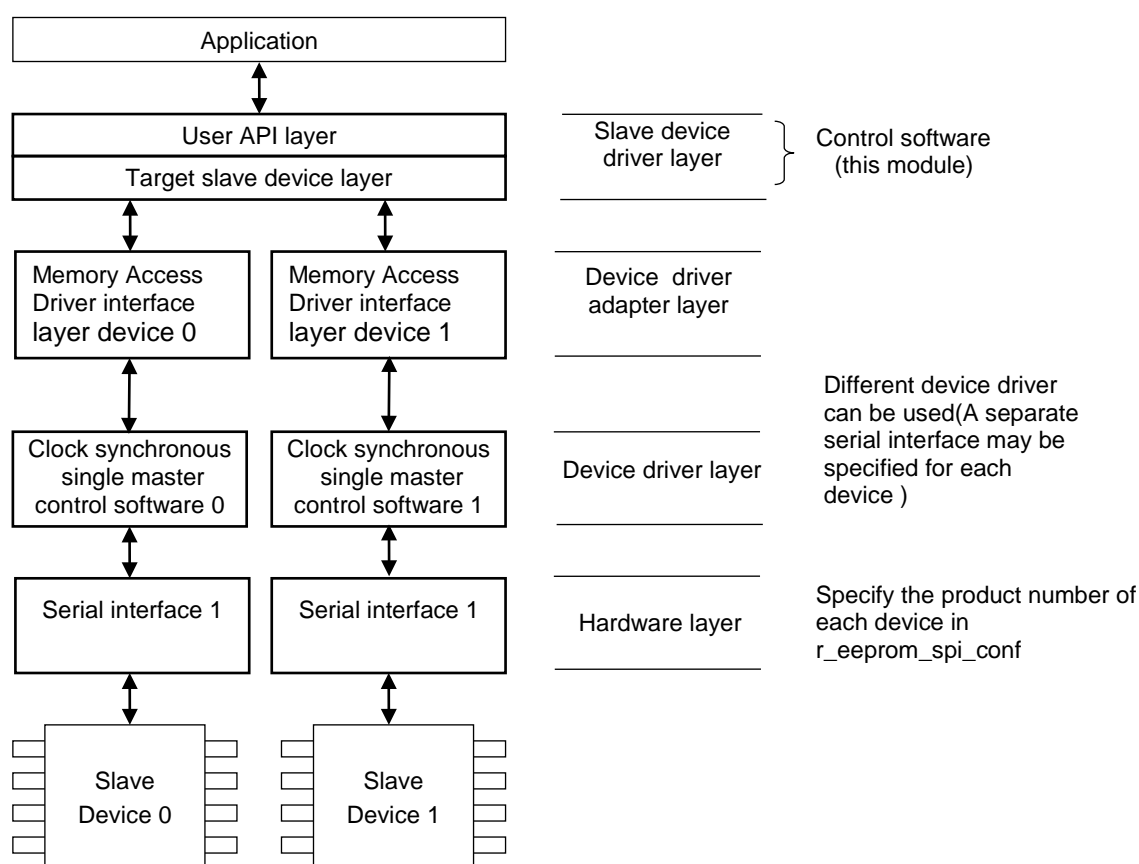 Application
User API layer
Target slave device layer
Slave device
driver layer
Control software
(this module)
Memory Access
Driver interface
layer device 0
Memory Access
Driver interface
layer device 1
Device driver
adapter layer
Different device driver
can be used(A separate
serial interface may be
specified for each
device )
Clock synchronous
single master
control software 0
Clock synchronous
single master
control software 1
Device driver layer
Serial interface 1
Serial interface 1
Hardware layer
Specify the product number of
each device in
r_eeprom_spi_conf
Slave
Device 0
Slave
Device 1